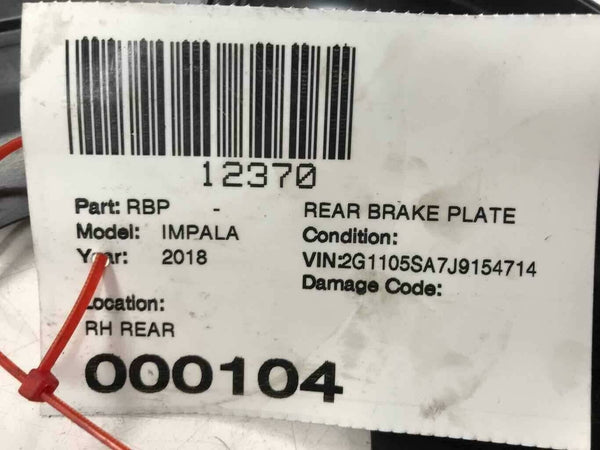 12370
Part: RBP - REAR BRAKE PLATE
Model: IMPALA Condition:
Year: 2018 VIN:2G1105SA7J9154714
Damage Code:
Location:
RH REAR
000104